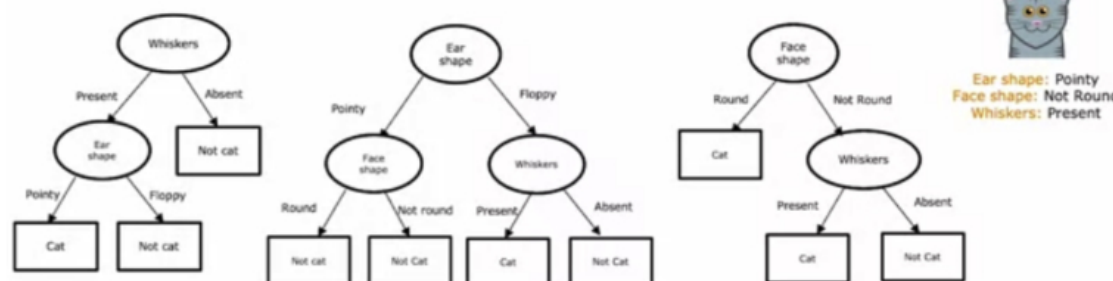 Whiskers
Present
Absent
Ear
shape
Not cat
Pointy
Floppy
Cat
Not cat
Ear
shape
Pointy
Floppy
Face
shape
Whiskers
Round
Not round
Present
Absent
Not cat
Not Cat
Cat
Not Cat
Face
shape
Round
Not Round
Cat
Whiskers
Present
Absent
Cat
Not Cat
Ear shape: Pointy
Face shape: Not Round
Whiskers: Present